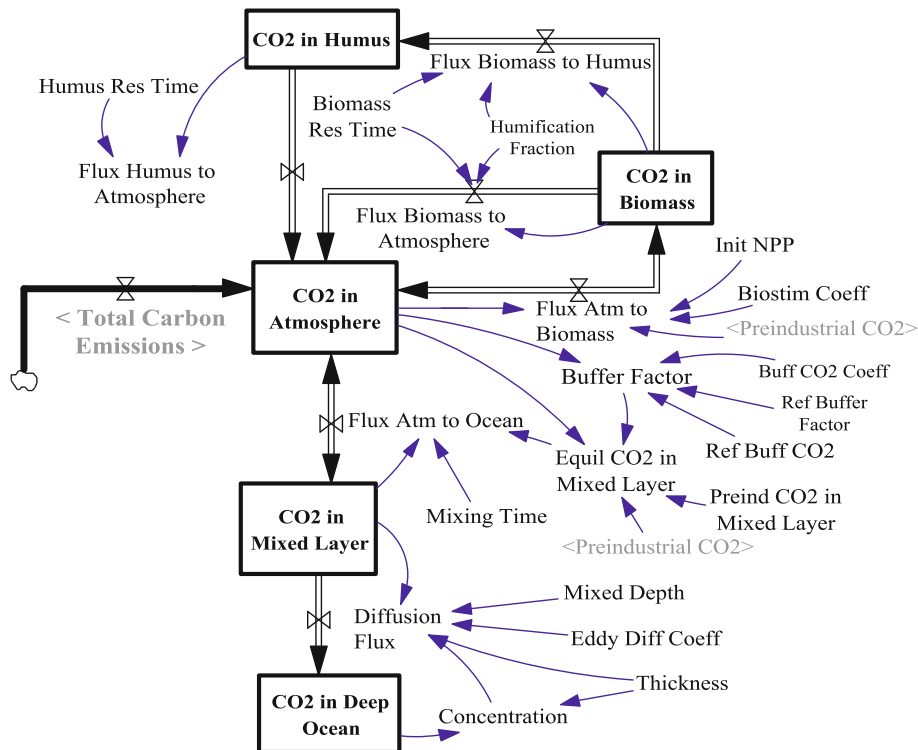 CO2 in Humus
Flux Biomass to Humus
Humus Res Time
Biomass
Res Time
Humification
Fraction
Flux Humus to
Atmosphere
CO2 in
Biomass
Flux Biomass to
Atmosphere
Init NPP
CO2 in
Atmosphere
Flux Atm to
Biomass
Biostim Coeff
<Preindustrial CO2>
< Total Carbon
Emissions >
Buffer Factor
Buff CO2 Coeff
Ref Buffer
Factor
Flux Atm to Ocean
Ref Buff CO2
Equil CO2 in
Mixed Layer
CO2 in
Mixed Layer
Mixing Time
Preind CO2 in
Mixed Layer
<Preindustrial CO2>
Mixed Depth
Diffusion
Flux
Eddy Diff Coeff
Thickness
CO2 in Deep
Ocean
Concentration